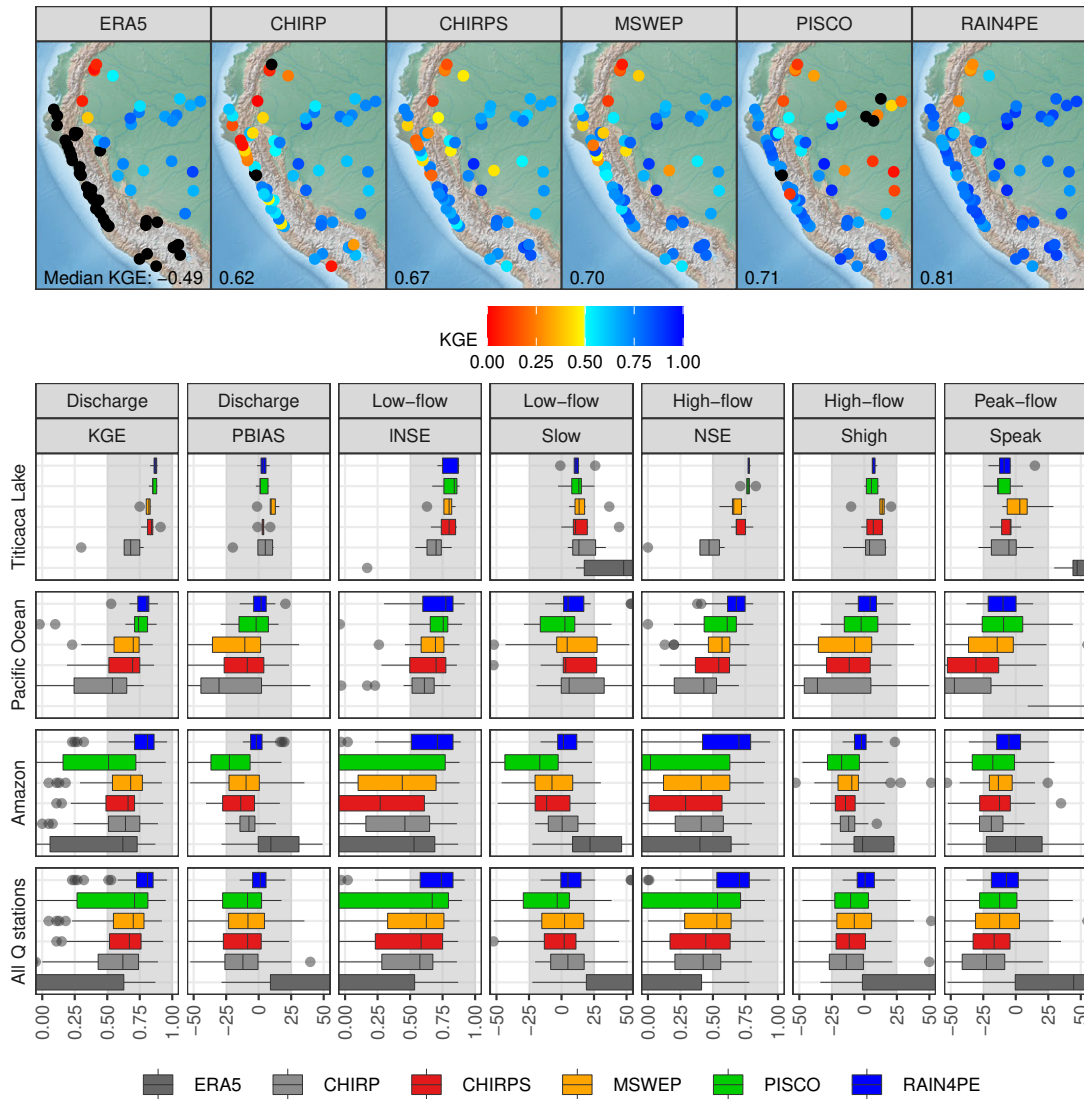 ERA5 CHIRP CHIRPS MSWEP PISCO RAIN4PE
Median KGE: −0.49 0.62 0.67 0.70 0.71 0.81
KGE
0.00 0.25 0.50 0.75 1.00
Discharge Discharge Low−flow Low−flow High−flow High−flow Peak−flow
KGE PBIAS INSE Slow NSE Shigh Speak
Titicaca Lake
Pacific Ocean
Amazon
All Q stations
0.00 0.25 0.50 0.75 1.00 −50 −25 0 25 50 0.00 0.25 0.50 0.75 1.00 −50 −25 0 25 50 0.00 0.25 0.50 0.75 1.00 −50 −25 0 25 50 −50 −25 0 25 50
ERA5 CHIRP CHIRPS MSWEP PISCO RAIN4PE